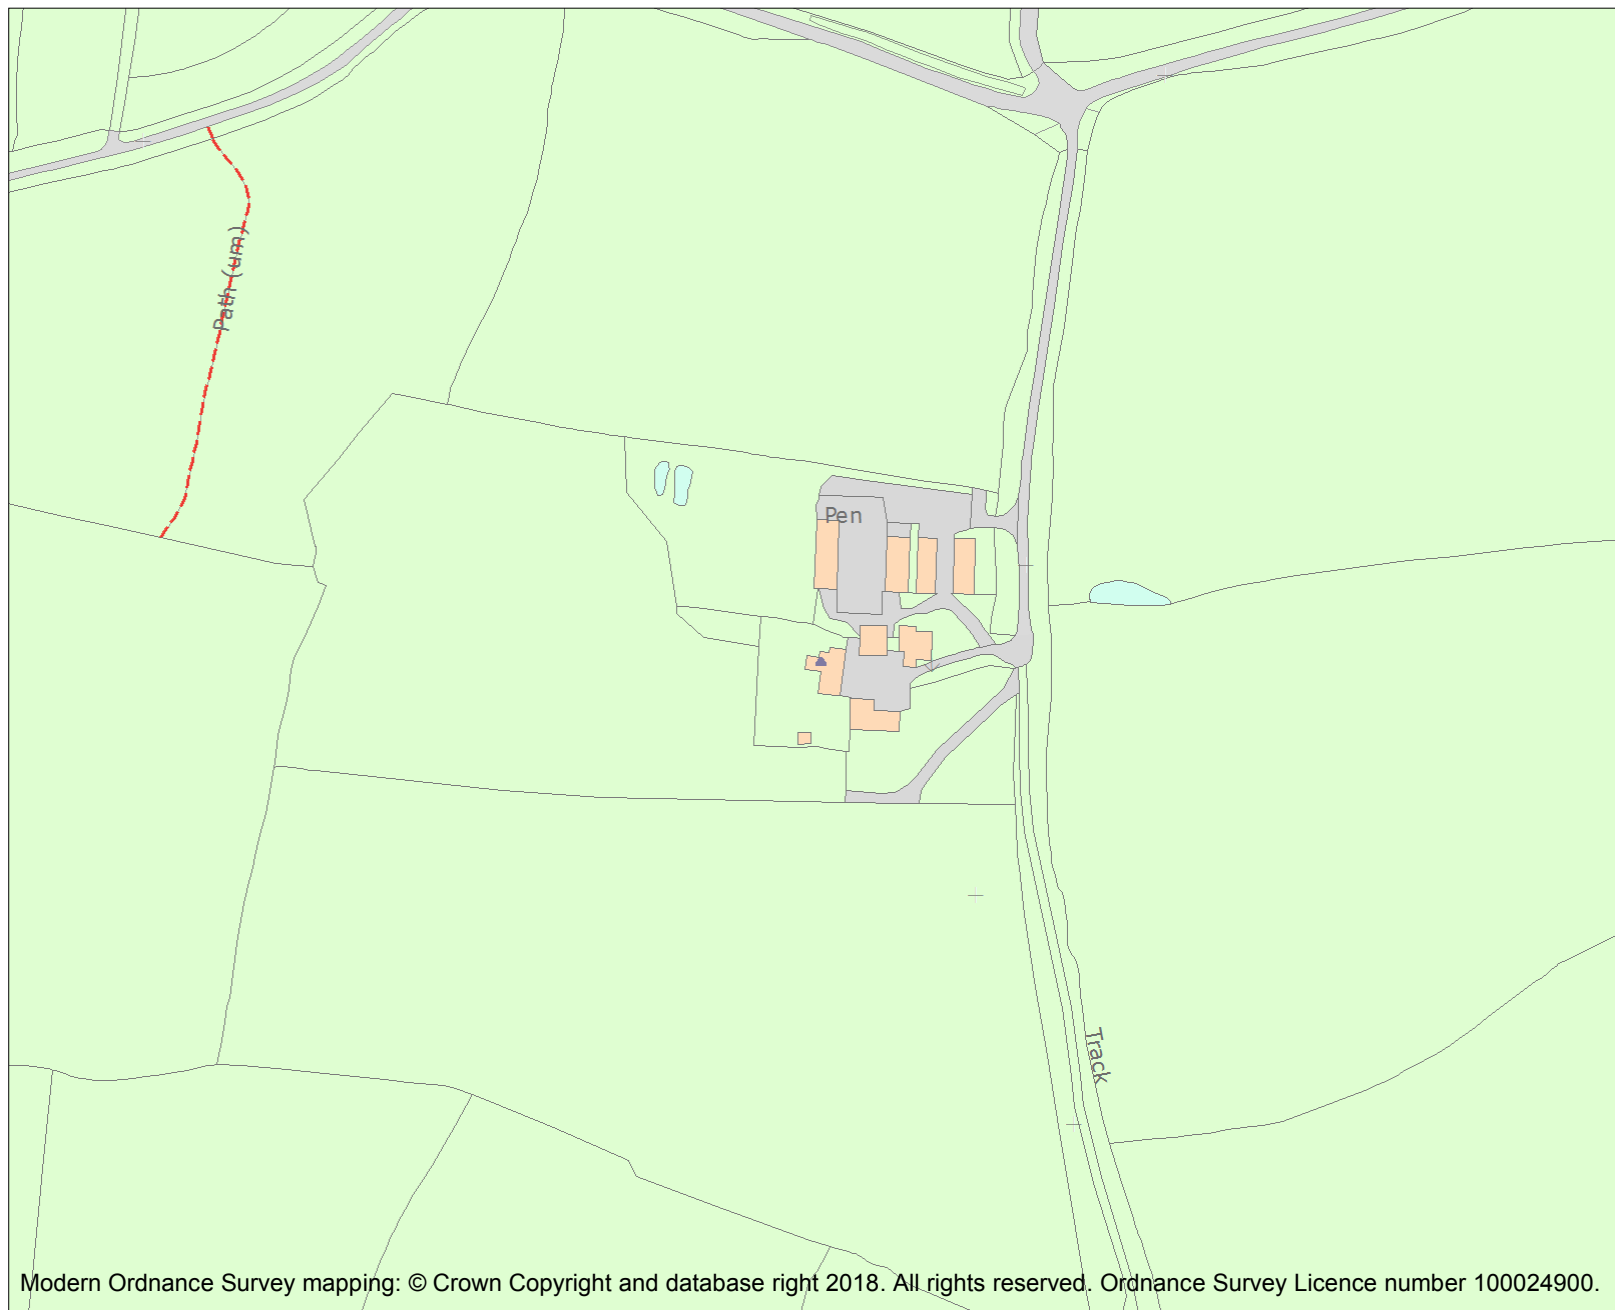 Path (um)
Pen
Track
Modern Ordnance Survey mapping: © Crown Copyright and database right 2018. All rights reserved. Ordnance Survey Licence number 100024900.